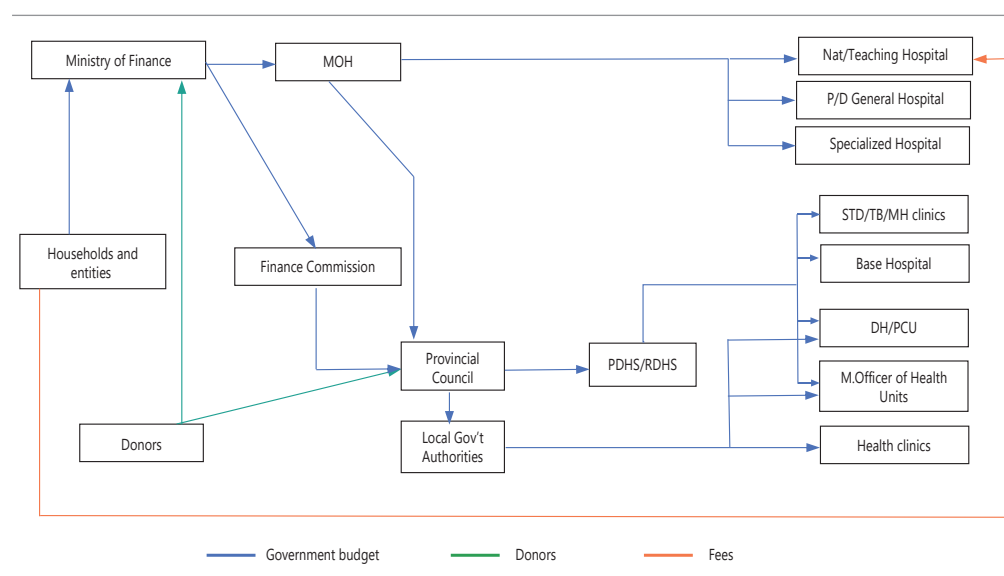 Ministry of Finance
MOH
Nat/Teaching Hospital
P/D General Hospital
Specialized Hospital
STD/TB/MH clinics
Households and
entities
Finance Commission
Base Hospital
DH/PCU
Provincial
Council
PDHS/RDHS
M.Officer of Health
Units
Donors
Local Gov't
Authorities
Health clinics
Government budget
Donors
Fees